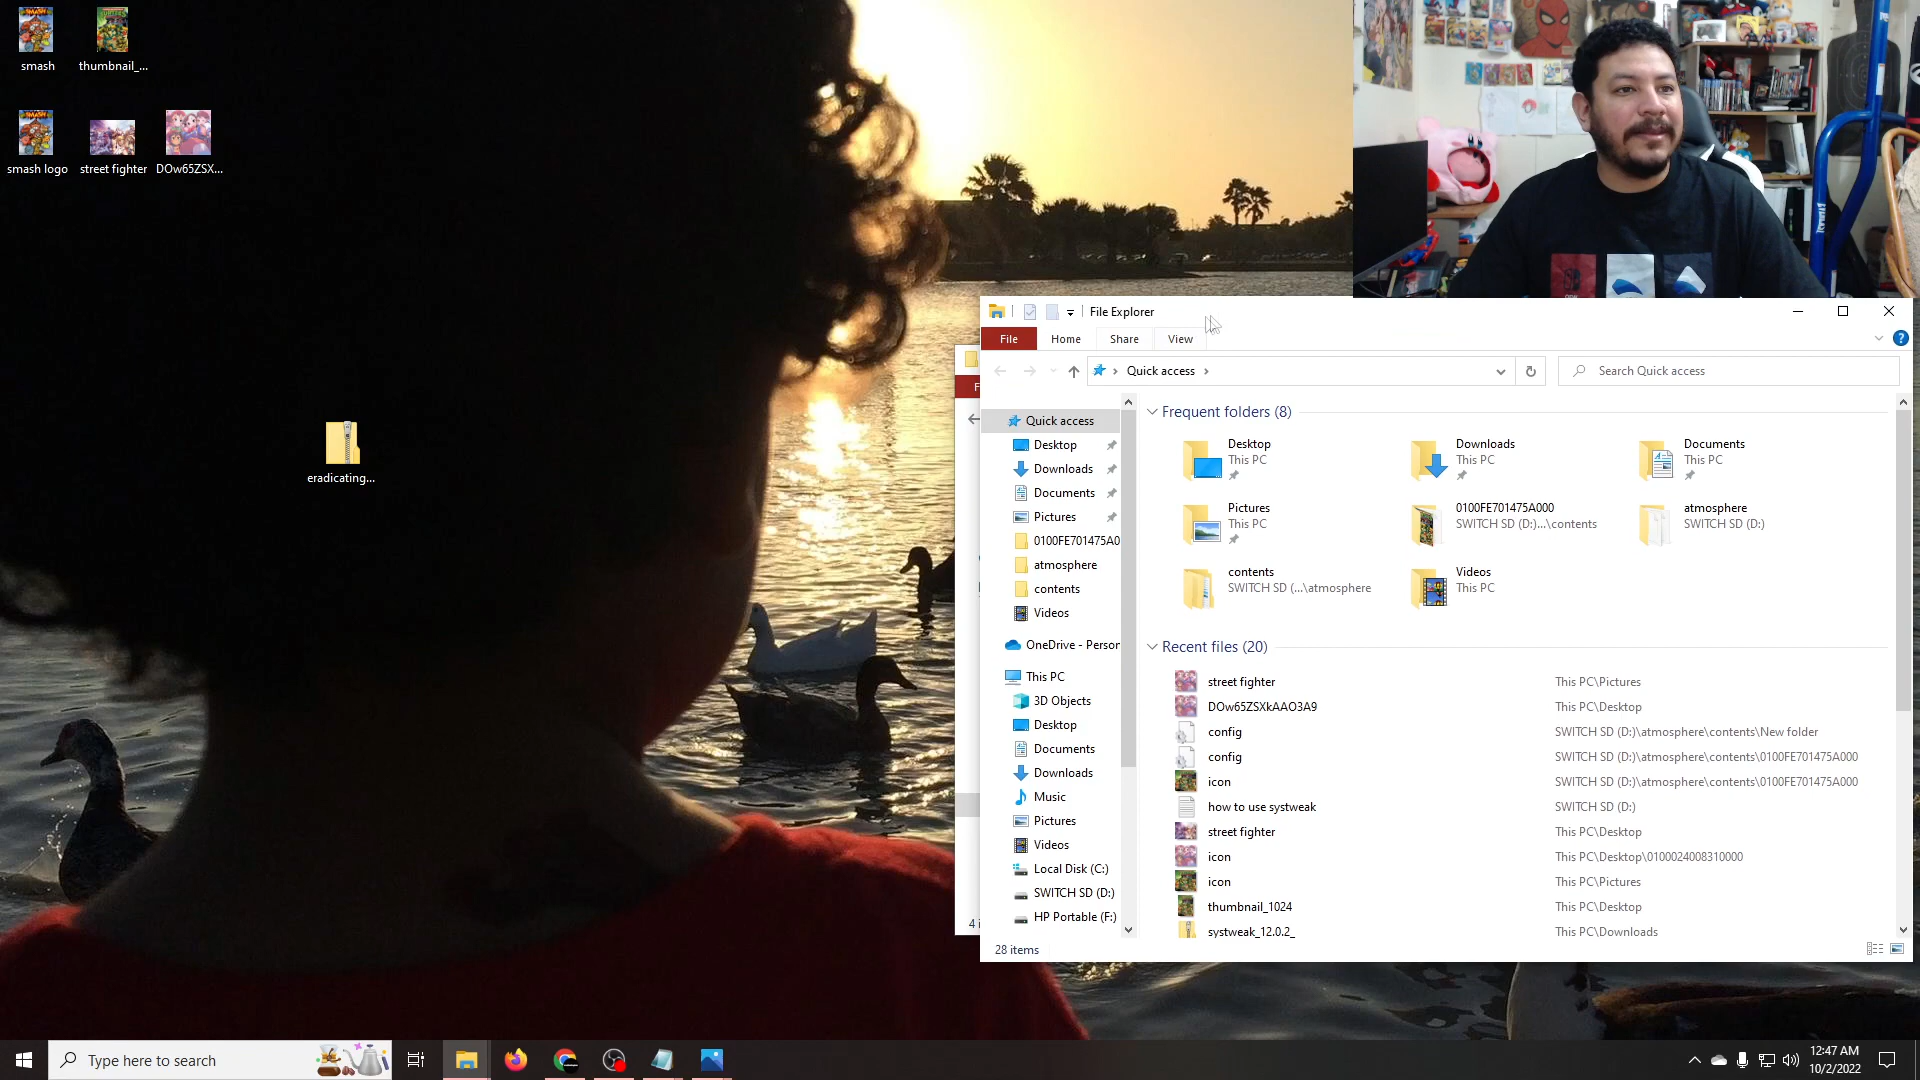 smash
thumbnail_...
smash logo
street fighter
DOw65ZSX...
eradicating...
File Explorer
File
Home
Share
View
Quick access
Search Quick access
Quick access
Desktop
Downloads
Documents
Pictures
0100FE701475A0
atmosphere
contents
Videos
OneDrive - Person
This PC
3D Objects
Desktop
Documents
Downloads
Music
Pictures
Videos
Local Disk (C:)
SWITCH SD (D:)
HP Portable (F:)
Frequent folders (8)
Desktop
This PC
Downloads
This PC
Documents
This PC
Pictures
This PC
0100FE701475A000
SWITCH SD (D:)...\contents
atmosphere
SWITCH SD (D:)
contents
SWITCH SD (...\atmosphere
Videos
This PC
Recent files (20)
street fighter This PC\Pictures
DOw65ZSXkAAO3A9 This PC\Desktop
config SWITCH SD (D:)\atmosphere\contents\New folder
config SWITCH SD (D:)\atmosphere\contents\0100FE701475A000
icon SWITCH SD (D:)\atmosphere\contents\0100FE701475A000
how to use systweak SWITCH SD (D:)
street fighter This PC\Desktop
icon This PC\Desktop\0100024008310000
icon This PC\Pictures
thumbnail_1024 This PC\Desktop
systweak_12.0.2_ This PC\Downloads
28 items
4 i
Type here to search
12:47 AM
10/2/2022